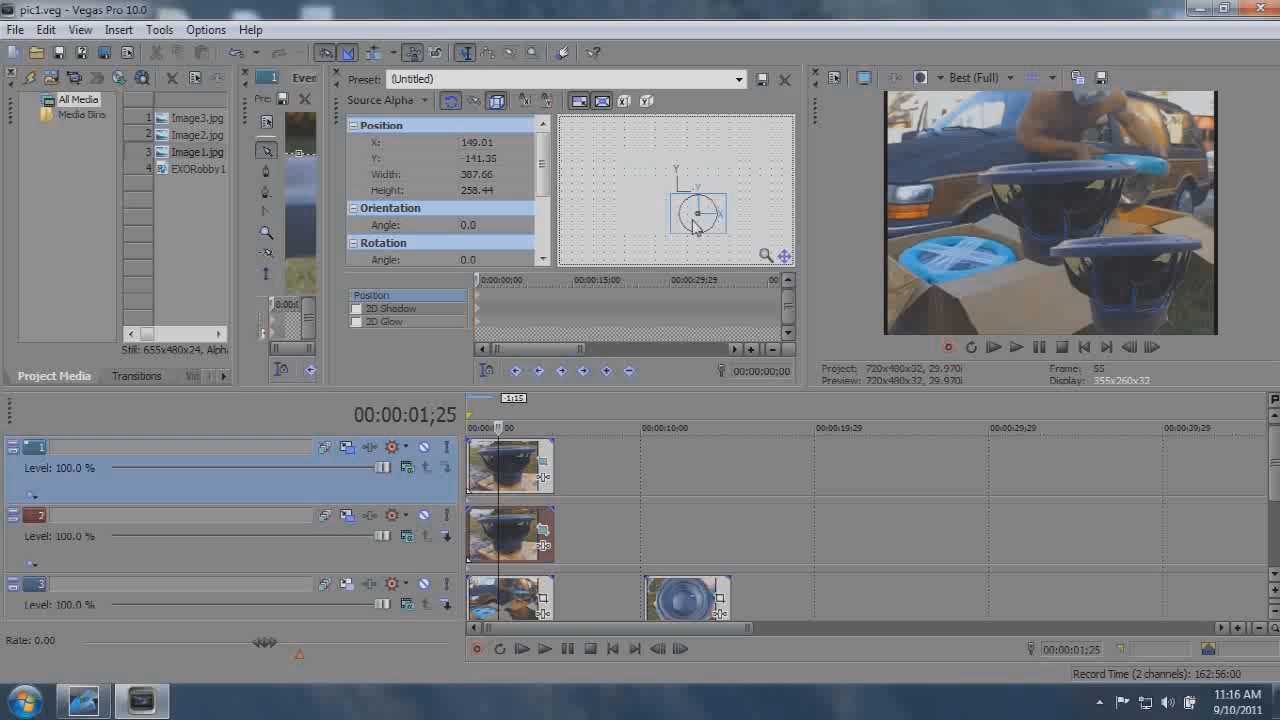 pic1.veg - Vegas Pro 10.0
File Edit View Insert Tools Options Help
1 Even
Preset: (Untitled)
Best (Full)
All Media
Media Bins
Pre:
Source Alpha
1 Image3.jpg
2 Image2.jpg
3 Image1.jpg
4 EXORobby1
Position
X: 149.01
Y: -141.35
Width: 387.66
Height: 258.44
Orientation
Angle: 0.0
Rotation
Angle: 0.0
Y
Y
X
0:00:00;00 00:00:15;00 00:00:29;29 00
Position
2D Shadow
2D Glow
0:00:0
Still: 655x480x24, Alpha
Project Media Transitions
00:00:00;00
Project: 720x480x32, 29.970i
Preview: 720x480x32, 29.970i
Frame: 55
Display: 355x260x32
00:00:01;25
-1;15
00:00:10;00 00:00:19;29 00:00:29;29 00:00:39;29
1
Level: 100.0 %
2
Level: 100.0 %
3
Level: 100.0 %
Rate: 0.00
00:00:01;25
Record Time (2 channels): 162:56:00
11:16 AM
9/10/2011